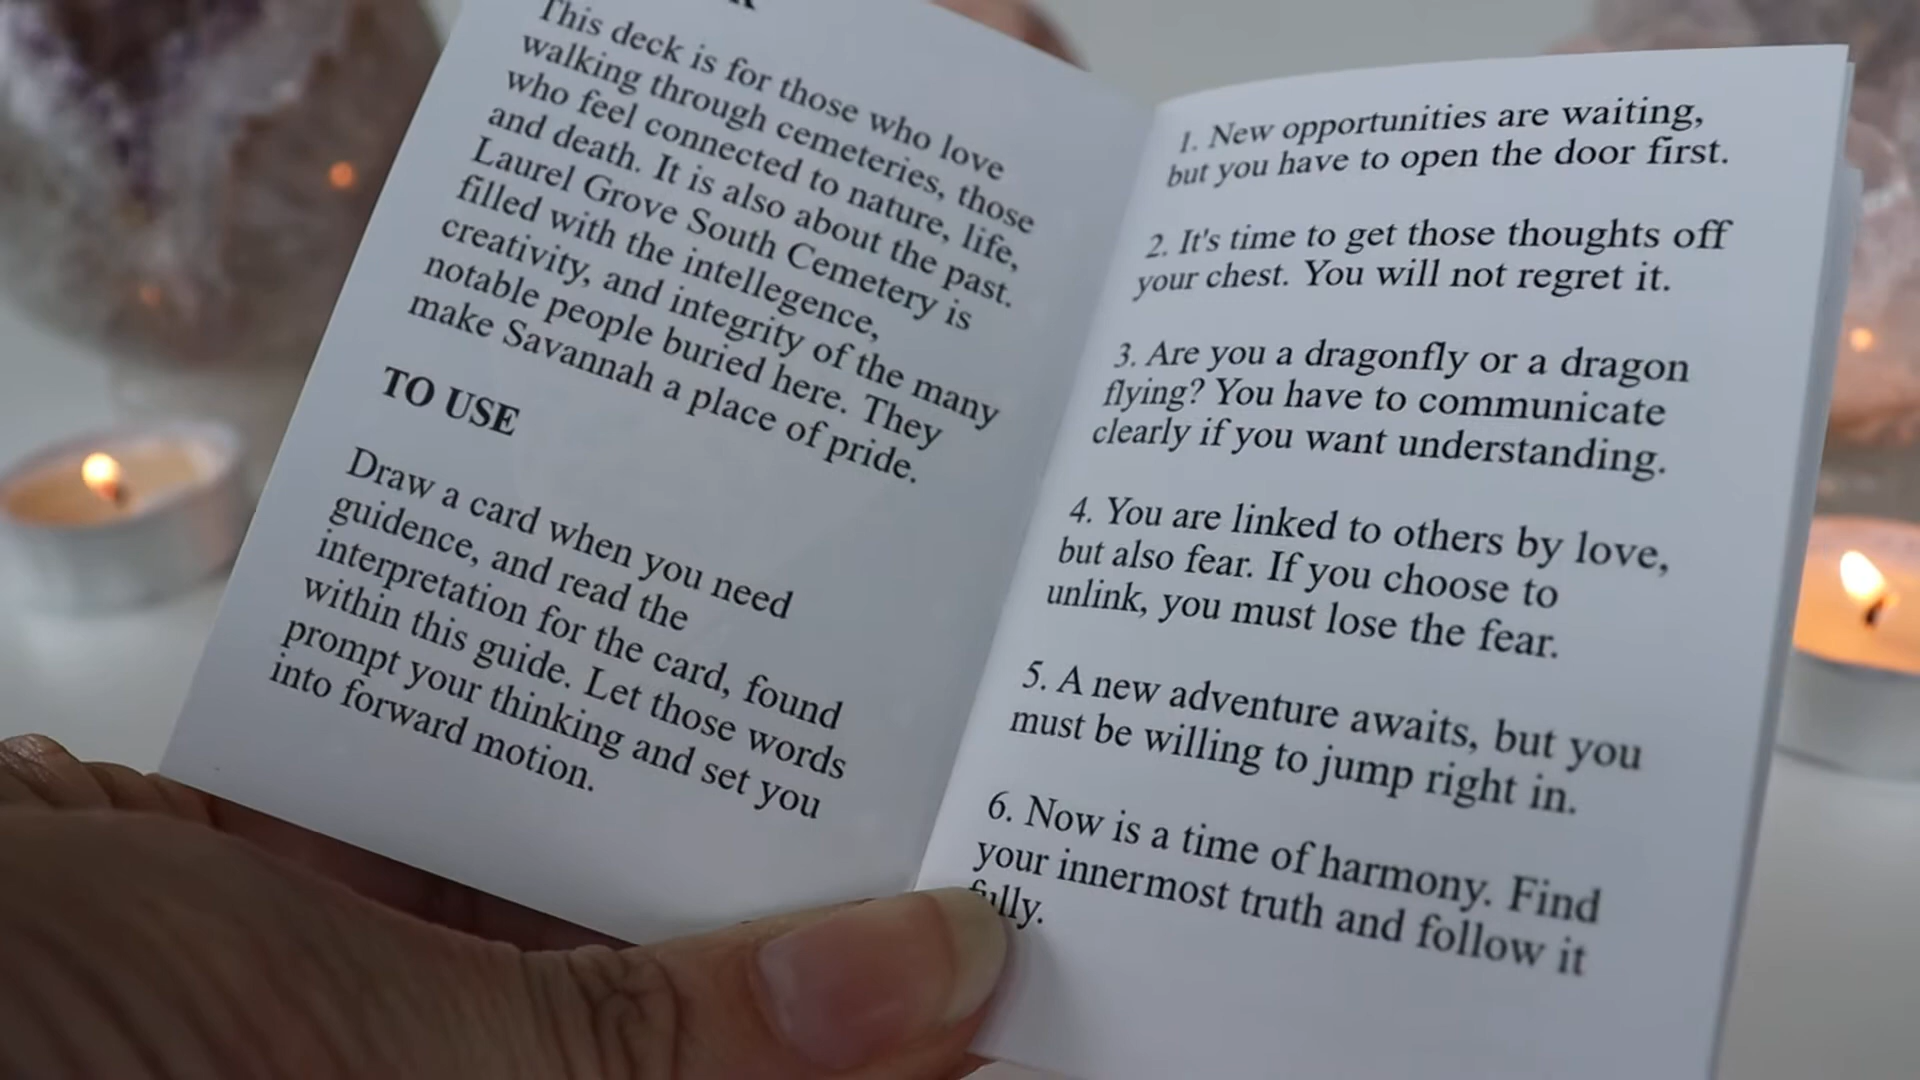 This deck is for those who love
walking through cemeteries, those
who feel connected to nature, life,
and death. It is also about the past.
Laurel Grove South Cemetery is
filled with the intellegence,
creativity, and integrity of the many
notable people buried here. They
make Savannah a place of pride.
TO USE
Draw a card when you need
guidence, and read the
interpretation for the card, found
within this guide. Let those words
prompt your thinking and set you
into forward motion.
1. New opportunities are waiting,
but you have to open the door first.
2. It's time to get those thoughts off
your chest. You will not regret it.
3. Are you a dragonfly or a dragon
flying? You have to communicate
clearly if you want understanding.
4. You are linked to others by love,
but also fear. If you choose to
unlink, you must lose the fear.
5. A new adventure awaits, but you
must be willing to jump right in.
6. Now is a time of harmony. Find
your innermost truth and follow it
fully.